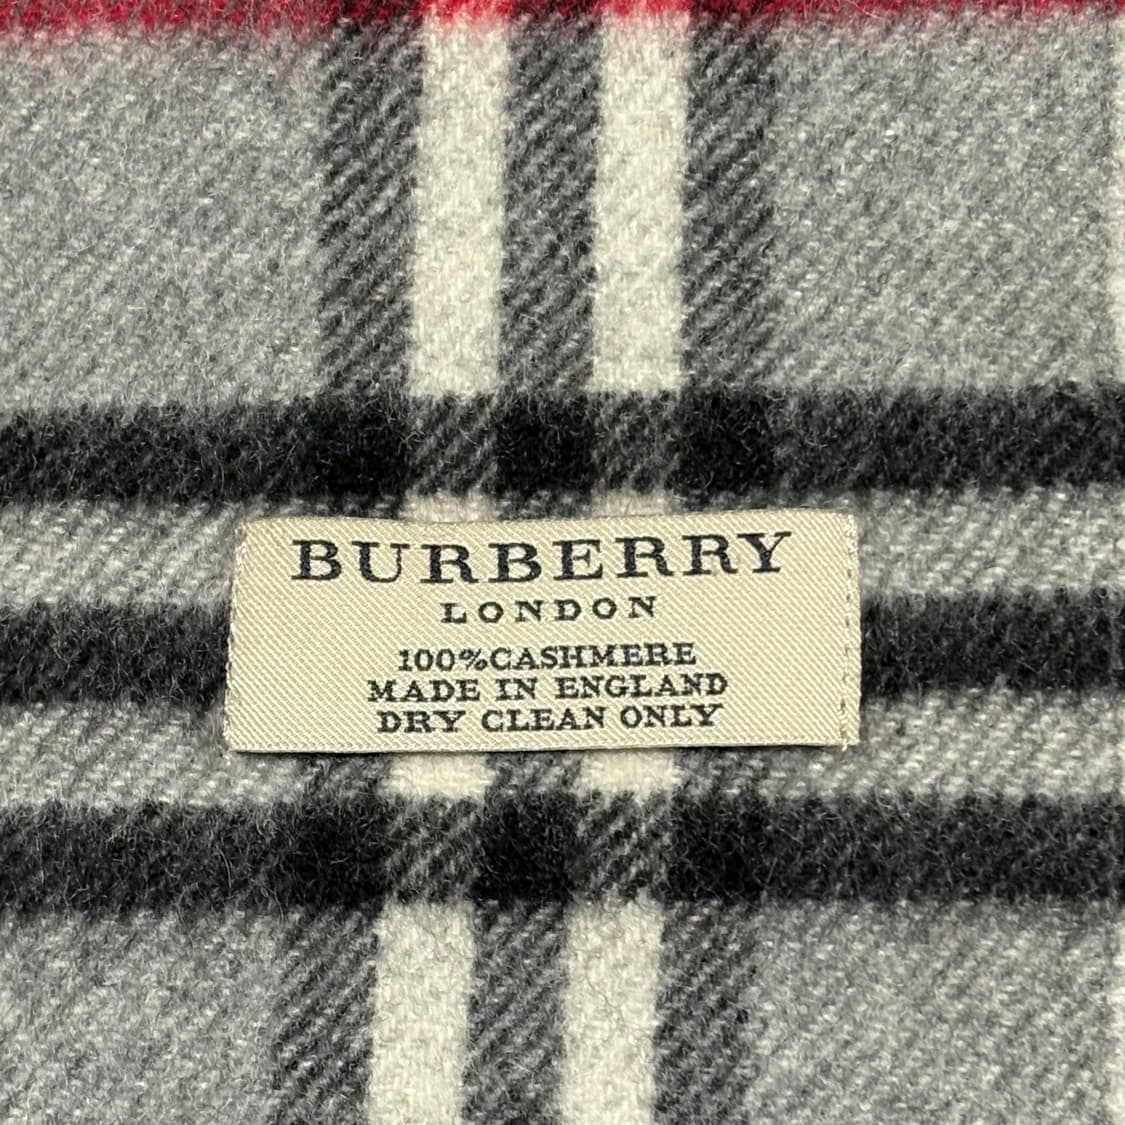 BURBERRY
LONDON
100%CASHMERE
MADE IN ENGLAND
DRY CLEAN ONLY